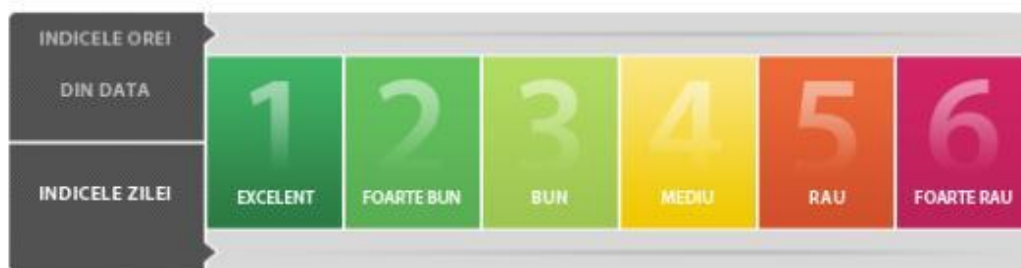 INDICELE OREI
DIN DATA
INDICELE ZILEI
1
EXCELENT
2
FOARTE BUN
3
BUN
4
MEDIU
5
RAU
6
FOARTE RAU